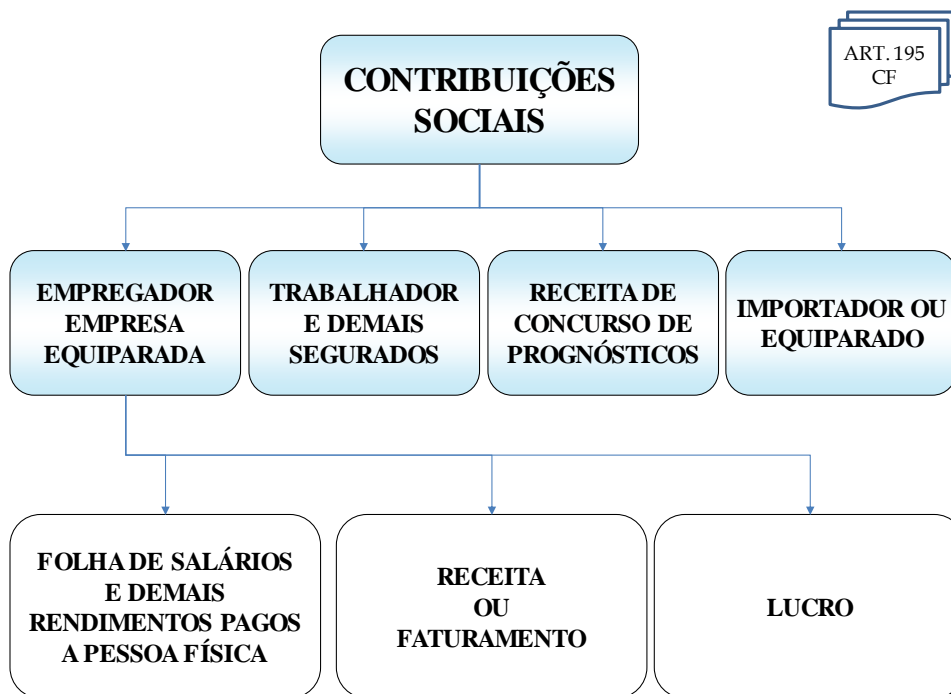 ART. 195
CF
CONTRIBUIÇÕES
SOCIAIS
EMPREGADOR
EMPRESA
EQUIPARADA
TRABALHADOR
E DEMAIS
SEGURADOS
RECEITA DE
CONCURSO DE
PROGNÓSTICOS
IMPORTADOR OU
EQUIPARADO
FOLHA DE SALÁRIOS
E DEMAIS
RENDIMENTOS PAGOS
A PESSOA FÍSICA
RECEITA
OU
FATURAMENTO
LUCRO